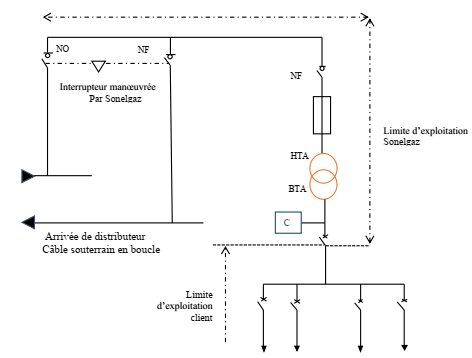 NO
NF
NF
Interrupteur manœuvrée
Par Sonelgaz
Limite d'exploitation
Sonelgaz
HTA
BTA
C
Arrivée de distributeur
Câble souterrain en boucle
Limite
d'exploitation
client